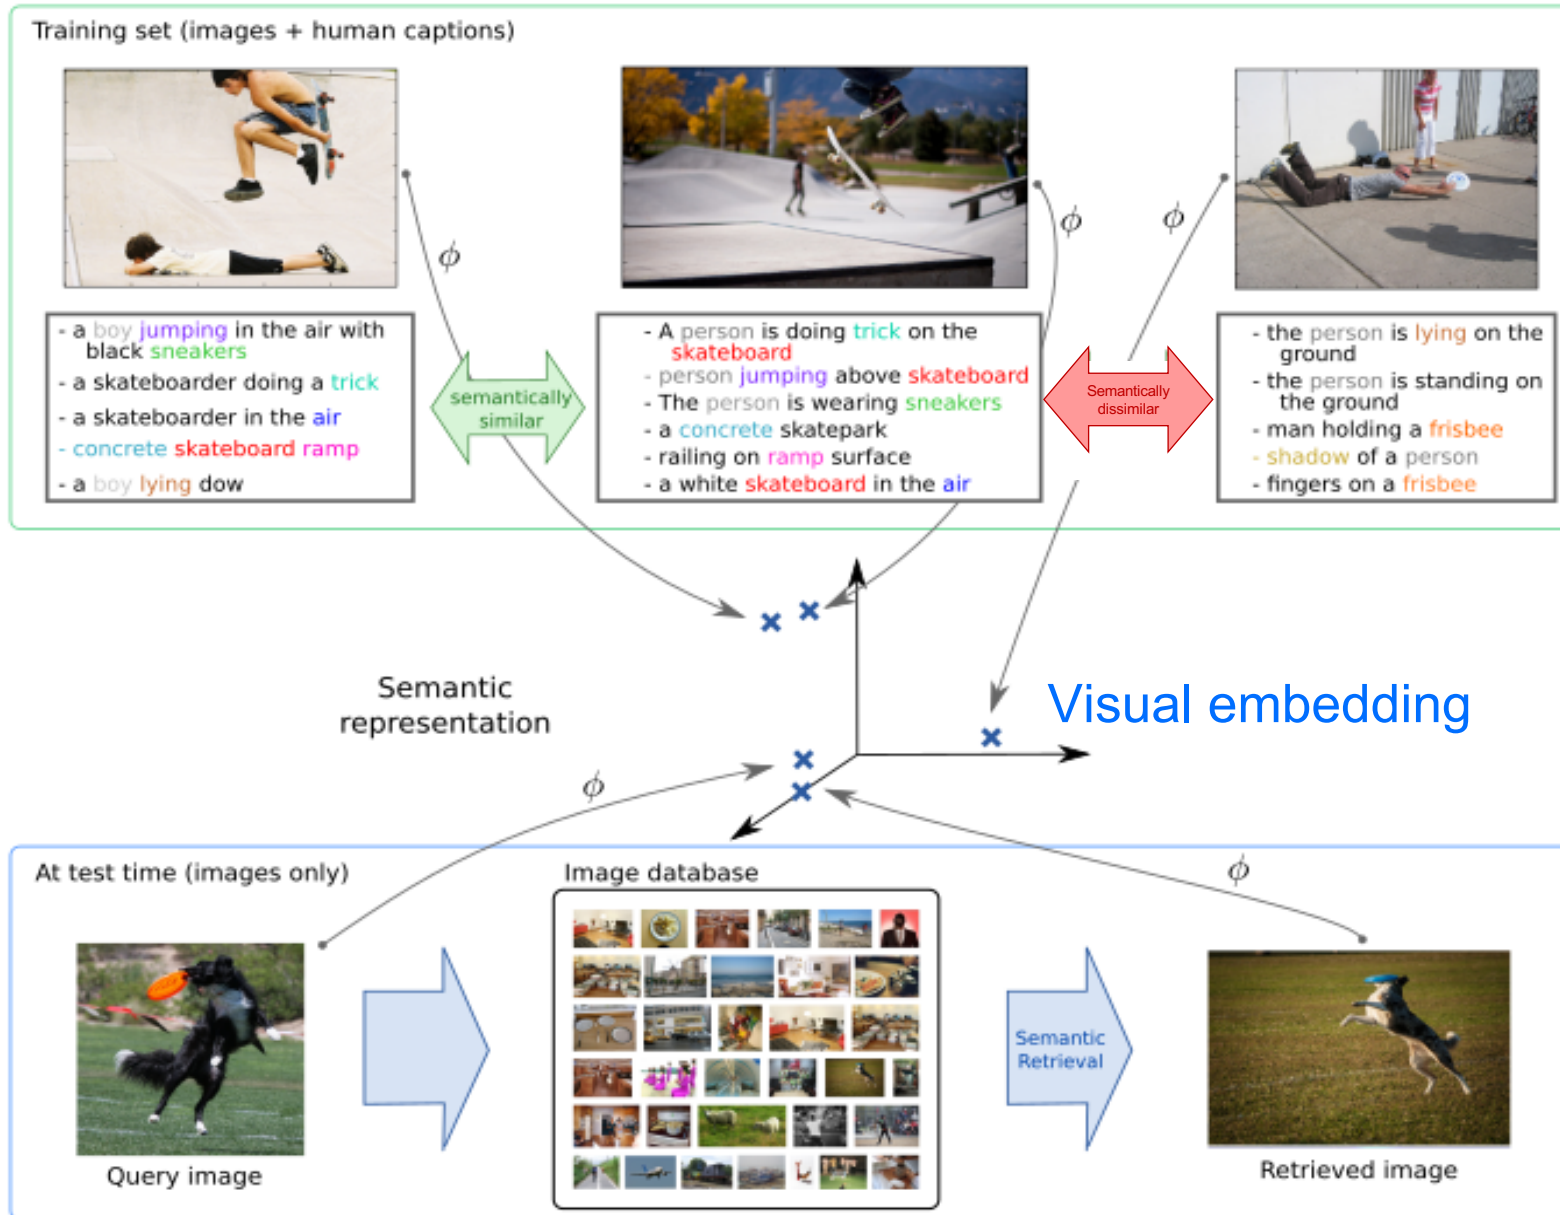 Training set (images + human captions)
ϕ
ϕ
ϕ
- a boy jumping in the air with
black sneakers
- a skateboarder doing a trick
- a skateboarder in the air
- concrete skateboard ramp
- a boy lying dow
semantically
similar
- A person is doing trick on the
skateboard
- person jumping above skateboard
- The person is wearing sneakers
- a concrete skatepark
- railing on ramp surface
- a white skateboard in the air
Semantically
dissimilar
- the person is lying on the
ground
- the person is standing on
the ground
- man holding a frisbee
- shadow of a person
- fingers on a frisbee
Semantic
representation
Visual embedding
ϕ
ϕ
At test time (images only)
Image database
Query image
Semantic
Retrieval
Retrieved image